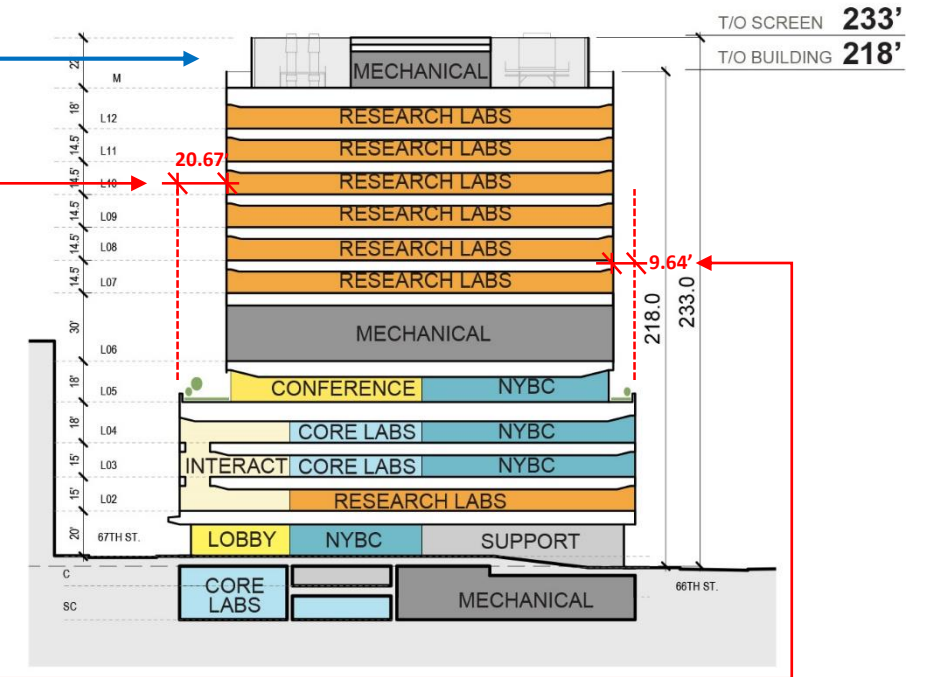 T/O SCREEN 233'
T/O BUILDING 218'
22'
M
MECHANICAL
18'
L12
RESEARCH LABS
14.5'
L11
RESEARCH LABS
20.67'
14.5'
L10
RESEARCH LABS
14.5'
L09
RESEARCH LABS
14.5'
L08
RESEARCH LABS
9.64’
14.5'
L07
RESEARCH LABS
218.0
233.0
30'
L06
MECHANICAL
18'
L05
CONFERENCE
NYBC
18'
L04
CORE LABS
NYBC
15'
L03
INTERACT
CORE LABS
NYBC
15'
L02
RESEARCH LABS
20'
67TH ST.
LOBBY
NYBC
SUPPORT
C
66TH ST.
SC
CORE
LABS
MECHANICAL